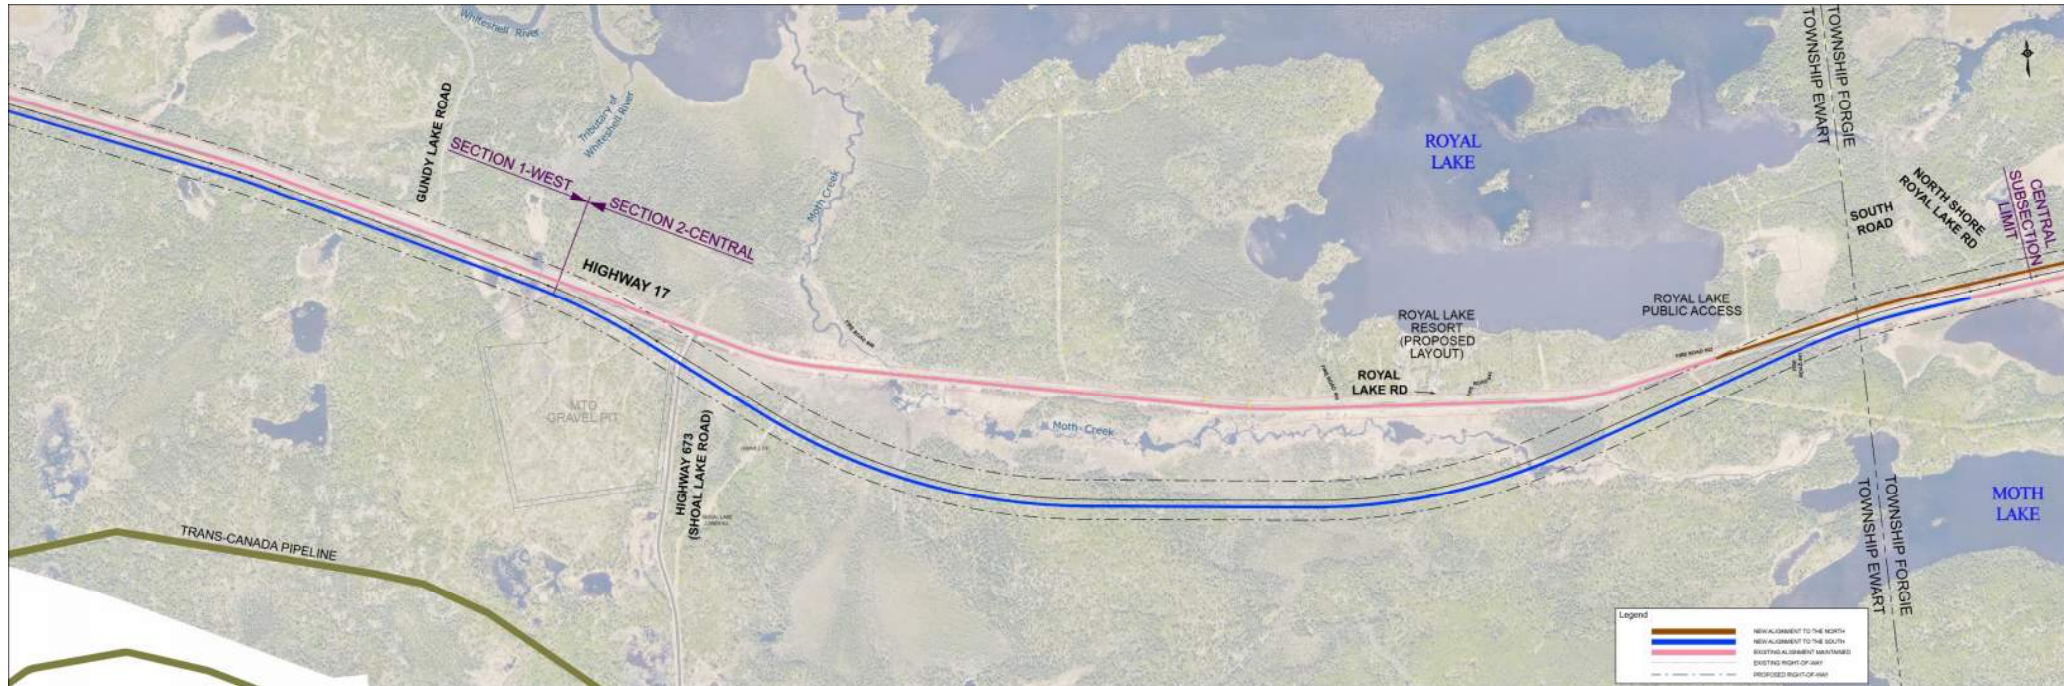 Whiteshell River
GUNDY LAKE ROAD
Tributary of
Whiteshell River
SECTION 1-WEST
SECTION 2-CENTRAL
HIGHWAY 17
Moth Creek
ROYAL
LAKE
TOWNSHIP FORGIE
TOWNSHIP EWART
SOUTH
ROAD
NORTH SHORE
ROYAL LAKE RD
CENTRAL
SUBSECTION
LIMIT
ROYAL LAKE
PUBLIC ACCESS
ROYAL LAKE
RESORT
(PROPOSED
LAYOUT)
ROYAL
LAKE RD
Moth Creek
MTO
GRAVEL PIT
HIGHWAY 673
(SHOAL LAKE ROAD)
TRANS-CANADA PIPELINE
MOTH
LAKE
TOWNSHIP FORGIE
TOWNSHIP EWART
Legend
NEW ALIGNMENT TO THE NORTH
NEW ALIGNMENT TO THE SOUTH
EXISTING ALIGNMENT MAINTAINED
EXISTING RIGHT-OF-WAY
PROPOSED RIGHT-OF-WAY